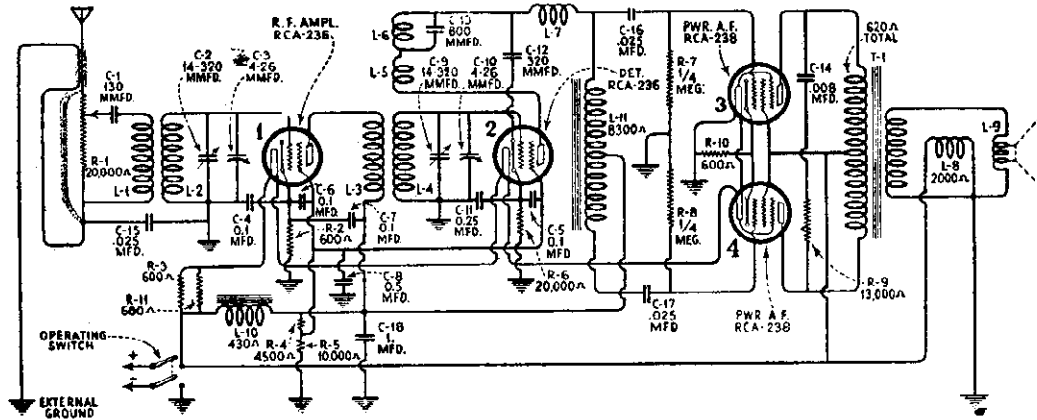 R.F. AMPL.
RCA-236
C-2
14-320
MMFD.
C-3
4-26
MMFD.
C-1
130
MMFD.
R-1
20,000Ω
L-1
L-2
1
C-15
.025
MFD.
C-4
0.1
MFD.
C-6
0.1
MFD.
R-2
600Ω
L-3
C-7
0.1
MFD.
C-8
0.5
MFD.
R-3
600Ω
R-11
600Ω
L-10
430Ω
R-4
4500Ω
R-5
10,000Ω
C-18
1.
MFD.
OPERATING
SWITCH
+
-
EXTERNAL
GROUND
L-6
C-13
800
MMFD.
L-5
C-9
14-320
MMFD.
C-10
4-26
MMFD.
C-12
320
MMFD.
L-7
DET.
RCA-236
2
L-4
C-11
0.25
MFD.
C-5
0.1
MFD
R-6
20,000Ω
L-11
8300Ω
C-16
.025
MFD.
C-17
.025
MFD
R-7
1/4
MEG.
R-8
1/4
MEG.
PWR. A.F.
RCA-238
3
R-10
600Ω
4
PWR A.F.
RCA-238
C-14
.008
MFD.
R-9
13,000Ω
620Ω
TOTAL
T-1
L-8
2000Ω
L-9